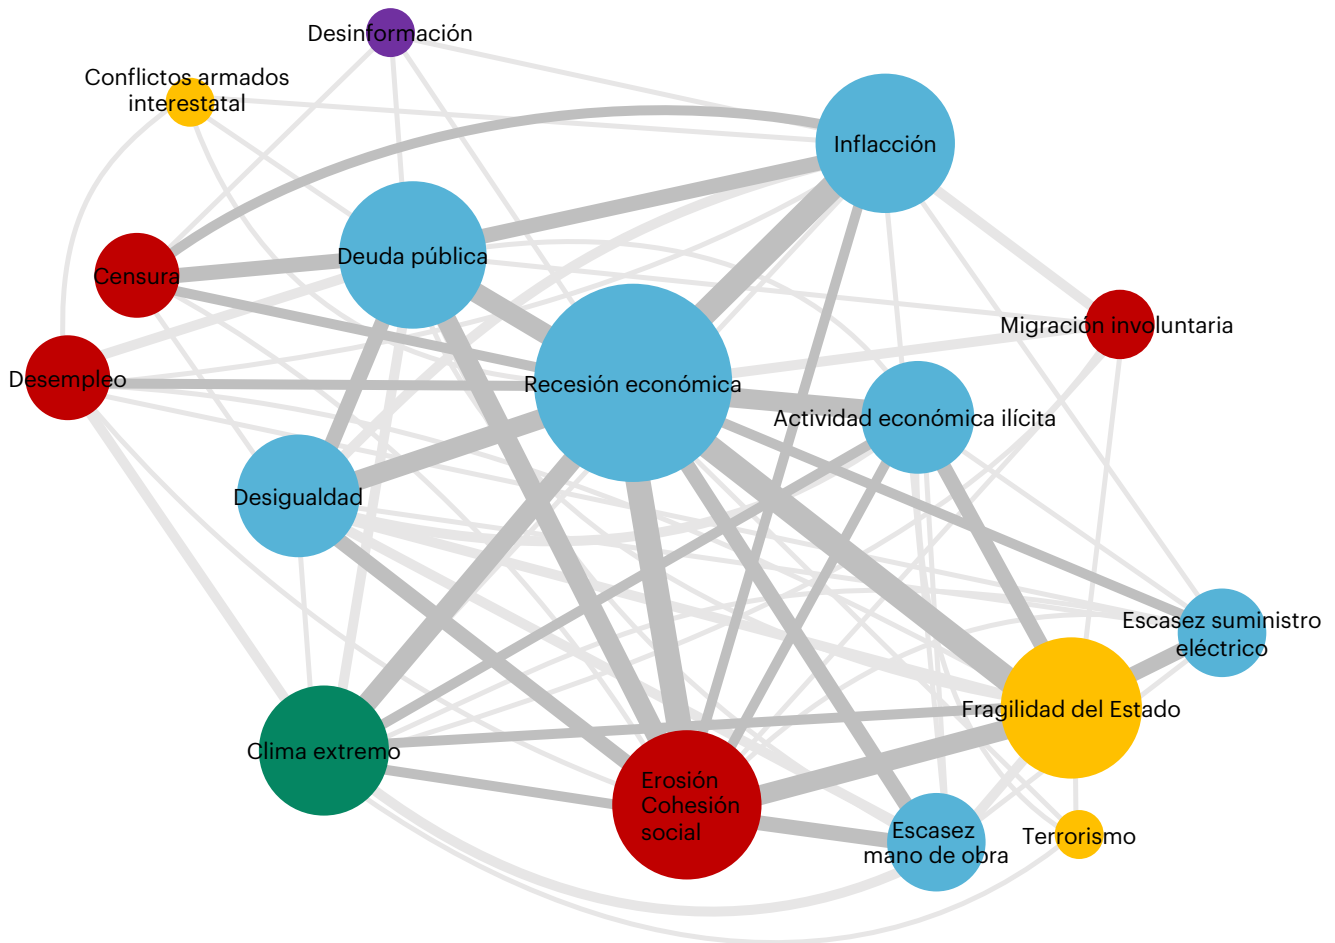 Desinformación
Conflictos armados
interestatal
Inflacción
Deuda pública
Censura
Migración involuntaria
Desempleo
Recesión económica
Actividad económica ilícita
Desigualdad
Escasez suministro
eléctrico
Fragilidad del Estado
Clima extremo
Erosión
Cohesión
social
Escasez
mano de obra
Terrorismo